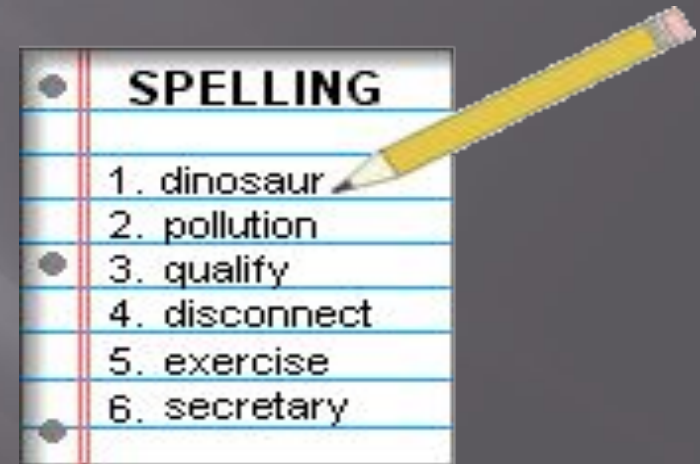 SPELLING
1. dinosaur
2. pollution
3. qualify
4. disconnect
5. exercise
6. secretary